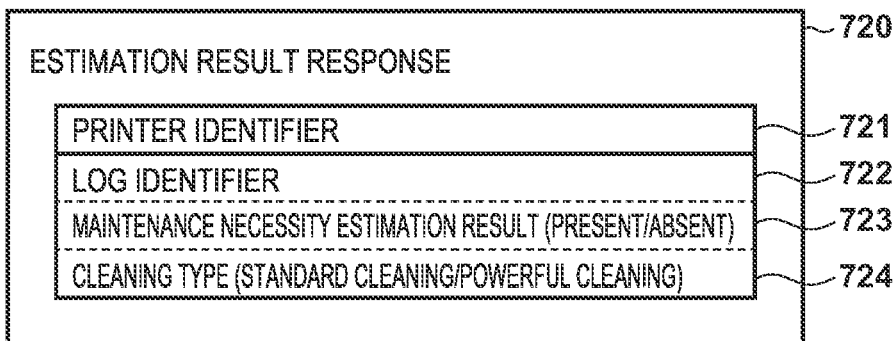 720
ESTIMATION RESULT RESPONSE
PRINTER IDENTIFIER 721
LOG IDENTIFIER 722
MAINTENANCE NECESSITY ESTIMATION RESULT (PRESENT/ABSENT) 723
CLEANING TYPE (STANDARD CLEANING/POWERFUL CLEANING) 724